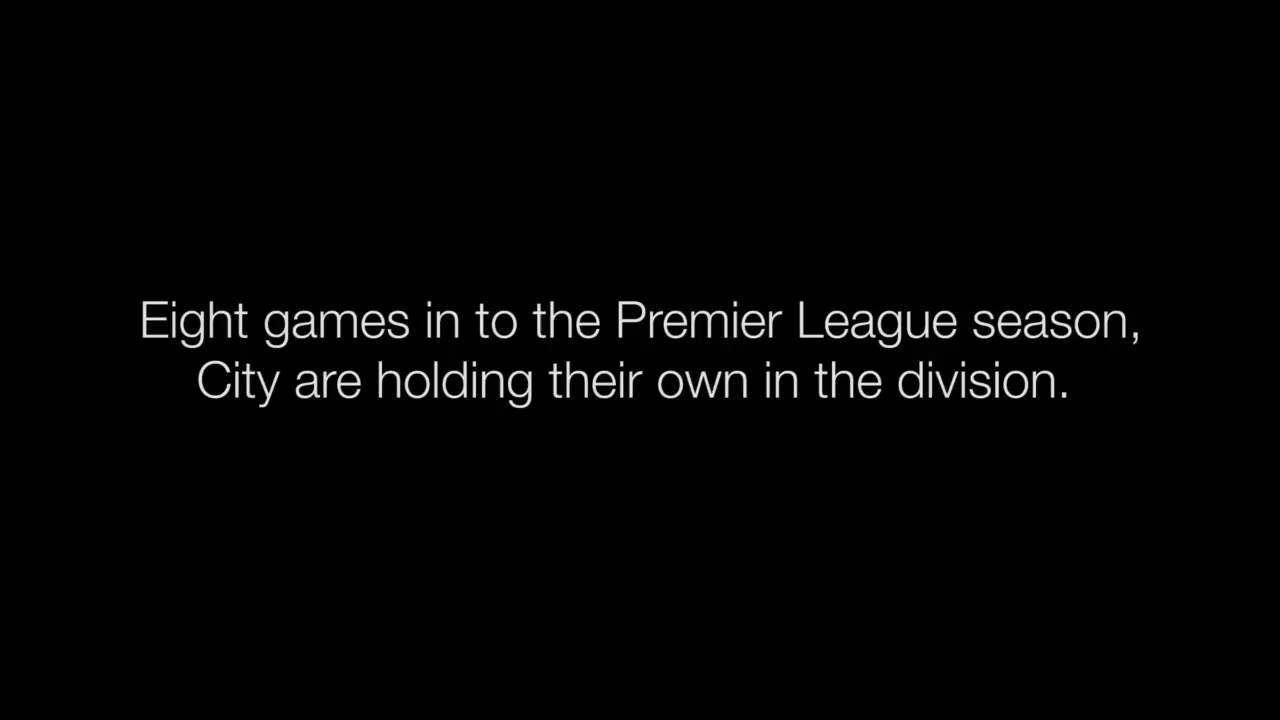 Eight games in to the Premier League season,
City are holding their own in the division.